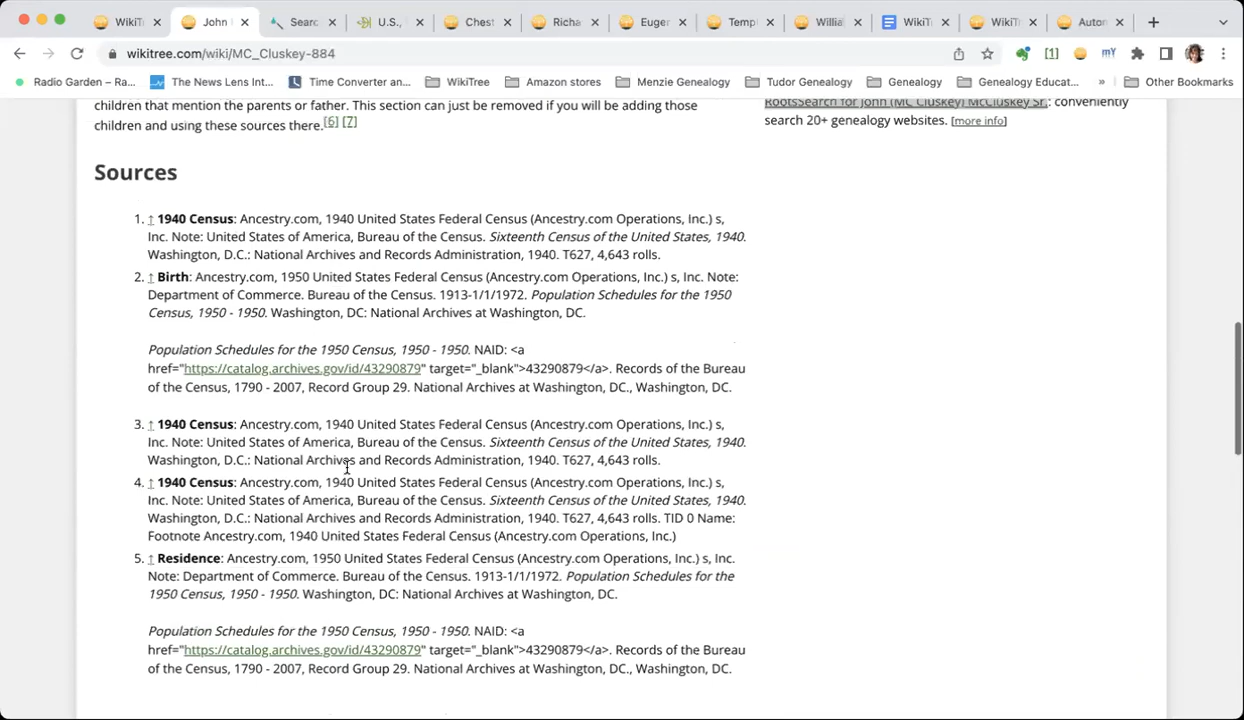 WikiT
John
Searc
U.S.,
Chest
Richa
Euger
Templ
Willia
WikiT
WikiTr
Auton
wikitree.com/wiki/MC_Cluskey-884
Radio Garden – Ra...
The News Lens Int...
Time Converter an...
WikiTree
Amazon stores
Menzie Genealogy
Tudor Genealogy
Genealogy
Genealogy Educat...
»
Other Bookmarks
children that mention the parents or father. This section can just be removed if you will be adding those
children and using these sources there.[6] [7]
RootsSearch for John (MC Cluskey) McCluskey Sr.: conveniently
search 20+ genealogy websites. [more info]
Sources
1. ↑ 1940 Census: Ancestry.com, 1940 United States Federal Census (Ancestry.com Operations, Inc.) s,
Inc. Note: United States of America, Bureau of the Census. Sixteenth Census of the United States, 1940.
Washington, D.C.: National Archives and Records Administration, 1940. T627, 4,643 rolls.
2. ↑ Birth: Ancestry.com, 1950 United States Federal Census (Ancestry.com Operations, Inc.) s, Inc. Note:
Department of Commerce. Bureau of the Census. 1913-1/1/1972. Population Schedules for the 1950
Census, 1950 - 1950. Washington, DC: National Archives at Washington, DC.
Population Schedules for the 1950 Census, 1950 - 1950. NAID: <a
href="https://catalog.archives.gov/id/43290879" target="_blank">43290879</a>. Records of the Bureau
of the Census, 1790 - 2007, Record Group 29. National Archives at Washington, DC., Washington, DC.
3. ↑ 1940 Census: Ancestry.com, 1940 United States Federal Census (Ancestry.com Operations, Inc.) s,
Inc. Note: United States of America, Bureau of the Census. Sixteenth Census of the United States, 1940.
Washington, D.C.: National Archives and Records Administration, 1940. T627, 4,643 rolls.
4. ↑ 1940 Census: Ancestry.com, 1940 United States Federal Census (Ancestry.com Operations, Inc.) s,
Inc. Note: United States of America, Bureau of the Census. Sixteenth Census of the United States, 1940.
Washington, D.C.: National Archives and Records Administration, 1940. T627, 4,643 rolls. TID 0 Name:
Footnote Ancestry.com, 1940 United States Federal Census (Ancestry.com Operations, Inc.)
5. ↑ Residence: Ancestry.com, 1950 United States Federal Census (Ancestry.com Operations, Inc.) s, Inc.
Note: Department of Commerce. Bureau of the Census. 1913-1/1/1972. Population Schedules for the
1950 Census, 1950 - 1950. Washington, DC: National Archives at Washington, DC.
Population Schedules for the 1950 Census, 1950 - 1950. NAID: <a
href="https://catalog.archives.gov/id/43290879" target="_blank">43290879</a>. Records of the Bureau
of the Census, 1790 - 2007, Record Group 29. National Archives at Washington, DC., Washington, DC.